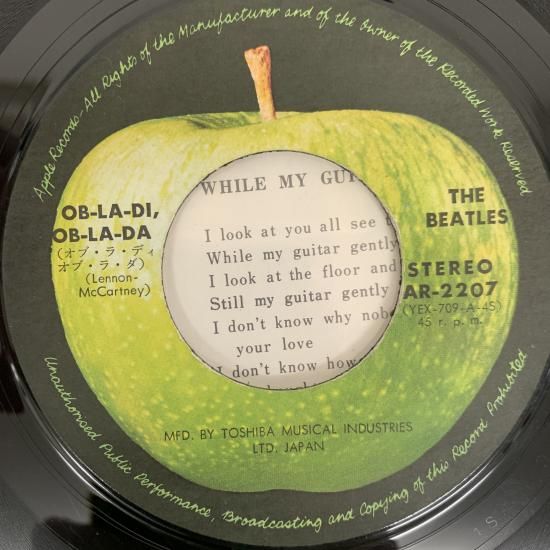 Apple Records-All Rights of the Manufacturer and of the Owner of the Recorded Work Reserved
OB-LA-DI,
OB-LA-DA
(オブ・ラ・ディ
オブ・ラ・ダ)
(Lennon-
McCartney)
THE
BEATLES
STEREO
AR-2207
(YEX-709-A-45)
45 r. p. m.
WHILE MY GUI
I look at you all see
While my guitar gently
I look at the floor and
Still my guitar gently
I don't know why nob
your love
I don't know how
MFD. BY TOSHIBA MUSICAL INDUSTRIES
LTD. JAPAN
Unauthorised Public Performance, Broadcasting and Copying of this Record Prohibited.